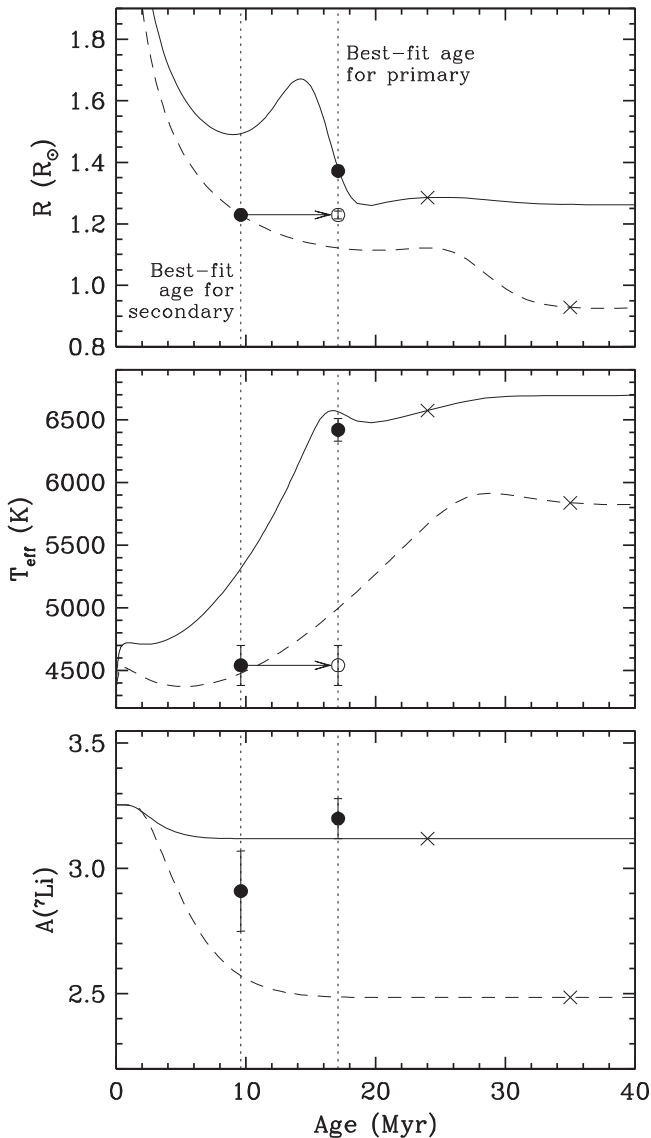 1.8
1.6
1.4
1.2
1.0
0.8
R (R⊙)
Best−fit age
for primary
Best−fit
age for
secondary
6500
6000
5500
5000
4500
Teff (K)
3.5
3.0
2.5
A(⁷Li)
0 10 20 30 40
Age (Myr)